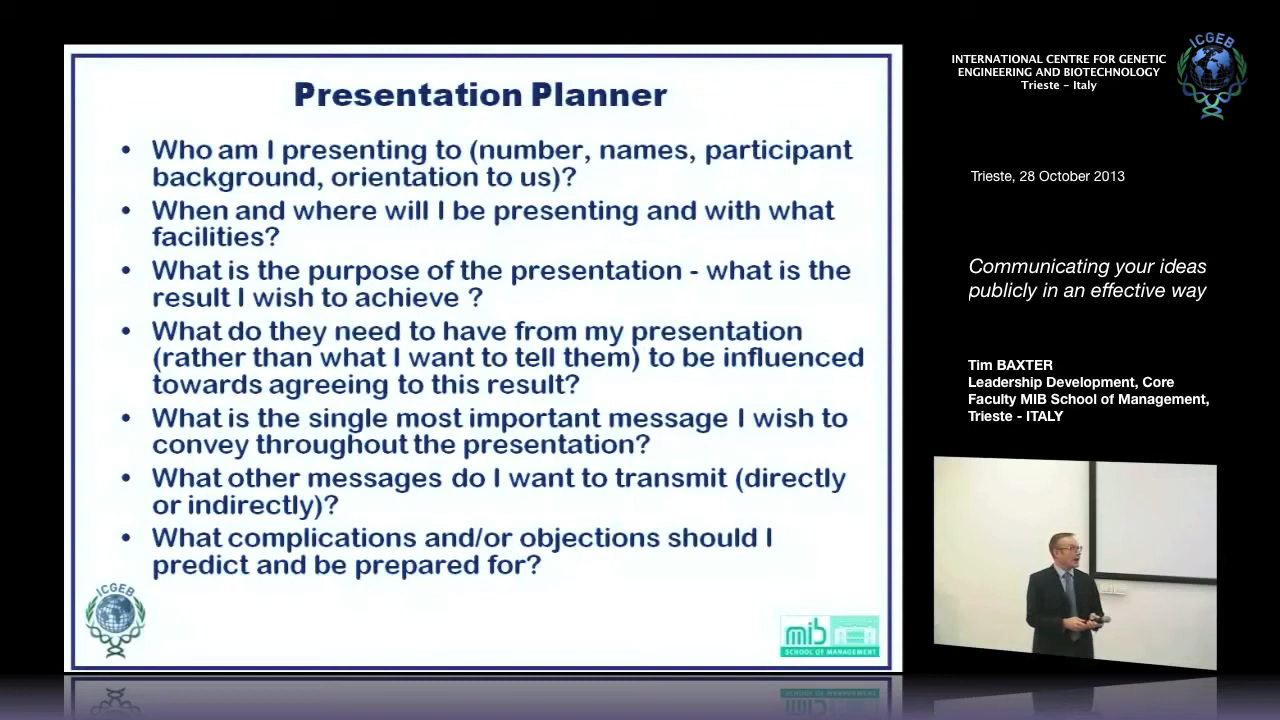 Presentation Planner
• Who am I presenting to (number, names, participant
background, orientation to us)?
• When and where will I be presenting and with what
facilities?
• What is the purpose of the presentation - what is the
result I wish to achieve ?
• What do they need to have from my presentation
(rather than what I want to tell them) to be influenced
towards agreeing to this result?
• What is the single most important message I wish to
convey throughout the presentation?
• What other messages do I want to transmit (directly
or indirectly)?
• What complications and/or objections should I
predict and be prepared for?
ICGEB
mib
SCHOOL OF MANAGEMENT
INTERNATIONAL CENTRE FOR GENETIC
ENGINEERING AND BIOTECHNOLOGY
Trieste - Italy
ICGEB
Trieste, 28 October 2013
Communicating your ideas
publicly in an effective way
Tim BAXTER
Leadership Development, Core
Faculty MIB School of Management,
Trieste - ITALY